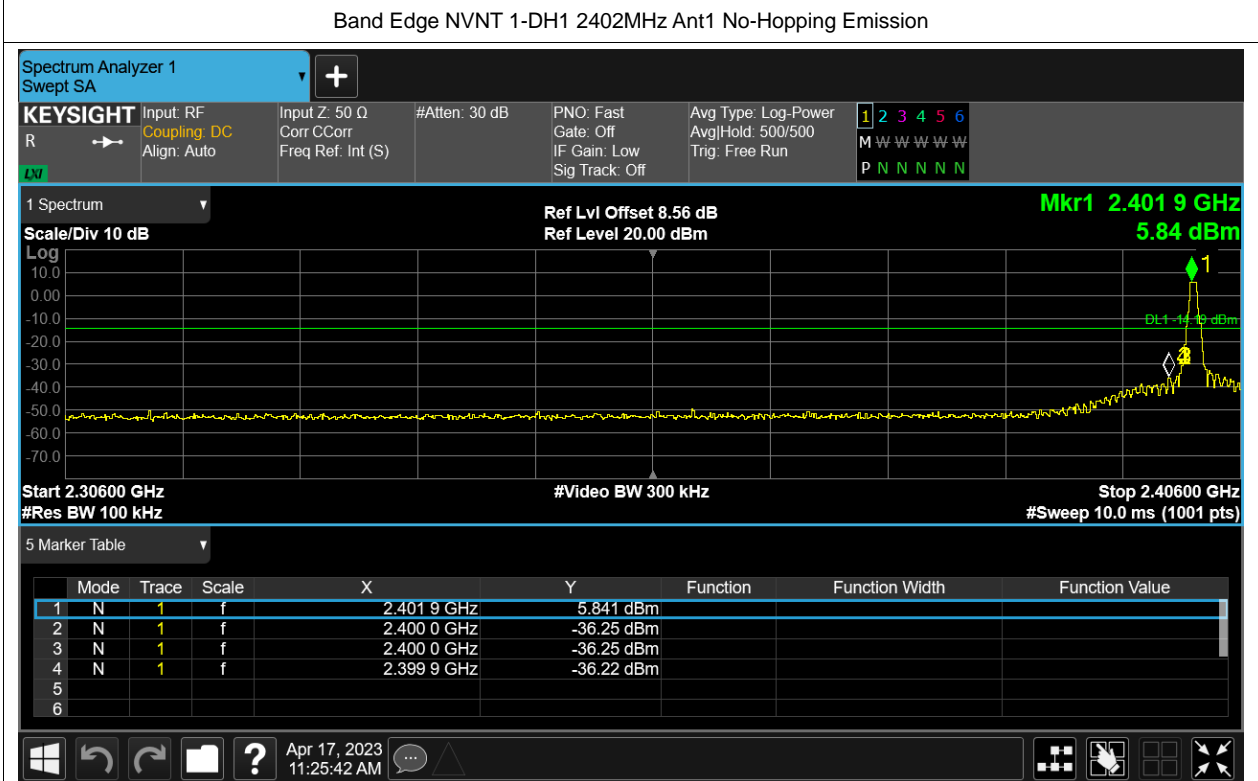 Band Edge NVNT 1-DH1 2402MHz Ant1 No-Hopping Emission
Spectrum Analyzer 1
Swept SA
KEYSIGHT
R
LXI
Input: RF
Coupling: DC
Align: Auto
Input Z: 50 Ω
Corr CCorr
Freq Ref: Int (S)
#Atten: 30 dB
PNO: Fast
Gate: Off
IF Gain: Low
Sig Track: Off
Avg Type: Log-Power
Avg|Hold: 500/500
Trig: Free Run
1 2 3 4 5 6
M W W W W W
P N N N N N
1 Spectrum
Scale/Div 10 dB
Ref Lvl Offset 8.56 dB
Ref Level 20.00 dBm
Mkr1 2.401 9 GHz
5.84 dBm
Log
10.0
0.00
-10.0
-20.0
-30.0
-40.0
-50.0
-60.0
-70.0
1
DL1 -14.19 dBm
Start 2.30600 GHz
#Video BW 300 kHz
Stop 2.40600 GHz
#Res BW 100 kHz
#Sweep 10.0 ms (1001 pts)
5 Marker Table
Mode Trace Scale X Y Function Function Width Function Value
1 N 1 f 2.401 9 GHz 5.841 dBm
2 N 1 f 2.400 0 GHz -36.25 dBm
3 N 1 f 2.400 0 GHz -36.25 dBm
4 N 1 f 2.399 9 GHz -36.22 dBm
5
6
?
Apr 17, 2023
11:25:42 AM